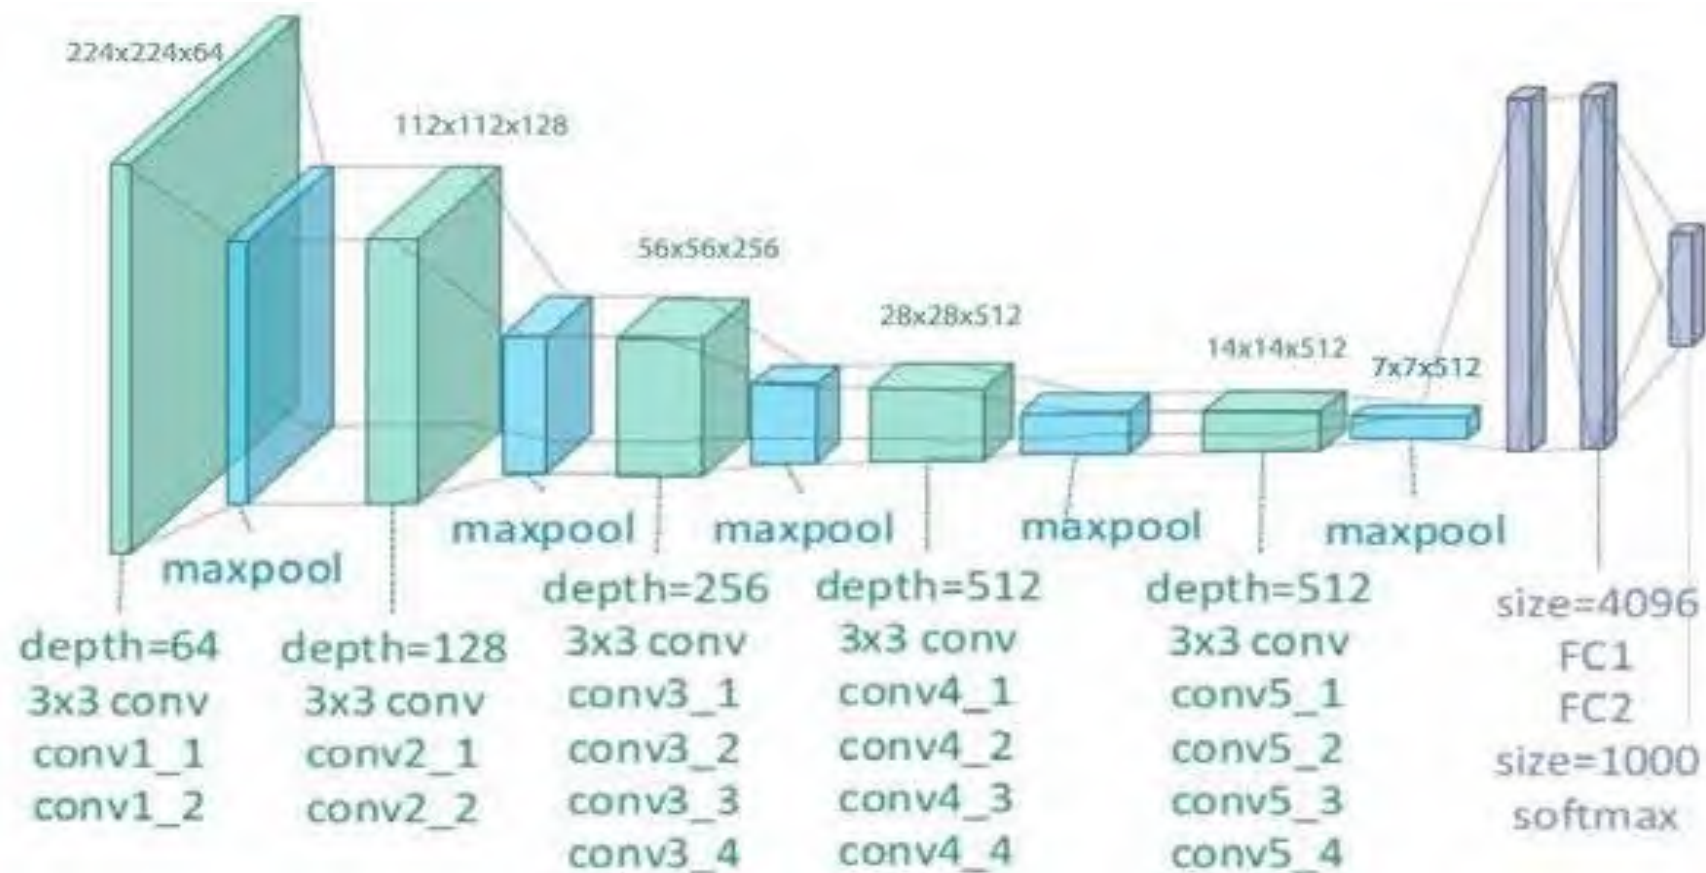 224x224x64
112x112x128
56x56x256
28x28x512
14x14x512
7x7x512
maxpool
maxpool
maxpool
maxpool
maxpool
depth=64
3x3 conv
conv1_1
conv1_2
depth=128
3x3 conv
conv2_1
conv2_2
depth=256
3x3 conv
conv3_1
conv3_2
conv3_3
conv3_4
depth=512
3x3 conv
conv4_1
conv4_2
conv4_3
conv4_4
depth=512
3x3 conv
conv5_1
conv5_2
conv5_3
conv5_4
size=4096
FC1
FC2
size=1000
softmax